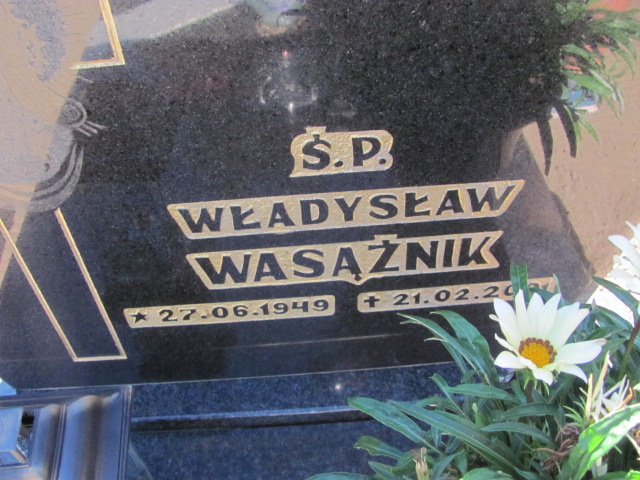 Ś.P.
WŁADYSŁAW
WASĄŻNIK
★ 27.06.1949 ✝ 21.02.20